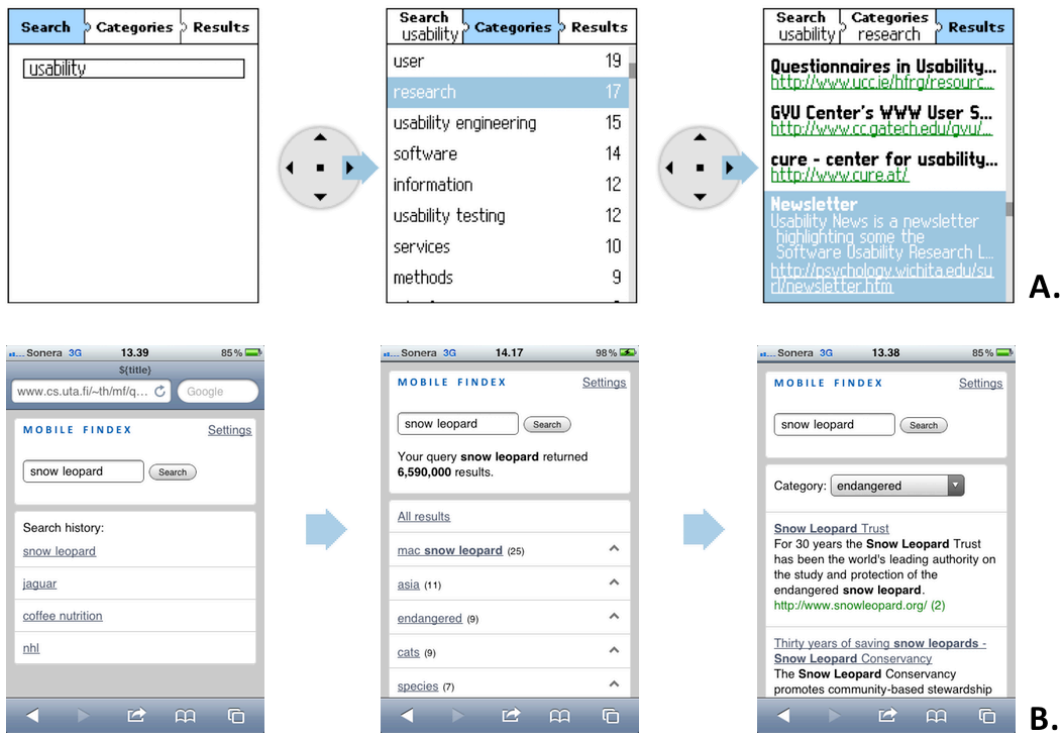 Search Categories Results
usability
Search usability Categories Results
user 19
research 17
usability engineering 15
software 14
information 12
usability testing 12
services 10
methods 9
Search usability Categories research Results
Questionnaires in Usability...
http://www.ucc.ie/hfrg/resourc...
GVU Center's WWW User S...
http://www.cc.gatech.edu/gvu/...
cure - center for usability...
http://www.cure.at/
Newsletter
Usability News is a newsletter
highlighting some the
Software Usability Research L...
http://psychology.wichita.edu/su
rl/newsletter.htm
A.
... Sonera 3G 13.39 85%
${title}
www.cs.uta.fi/~th/mf/q... Google
MOBILE FINDEX Settings
snow leopard Search
Search history:
snow leopard
jaguar
coffee nutrition
nhl
... Sonera 3G 14.17 98%
MOBILE FINDEX Settings
snow leopard Search
Your query snow leopard returned
6,590,000 results.
All results
mac snow leopard (25)
asia (11)
endangered (9)
cats (9)
species (7)
... Sonera 3G 13.38 85%
MOBILE FINDEX Settings
snow leopard Search
Category: endangered
Snow Leopard Trust
For 30 years the Snow Leopard Trust
has been the world's leading authority on
the study and protection of the
endangered snow leopard.
http://www.snowleopard.org/ (2)
Thirty years of saving snow leopards -
Snow Leopard Conservancy
The Snow Leopard Conservancy
promotes community-based stewardship
B.